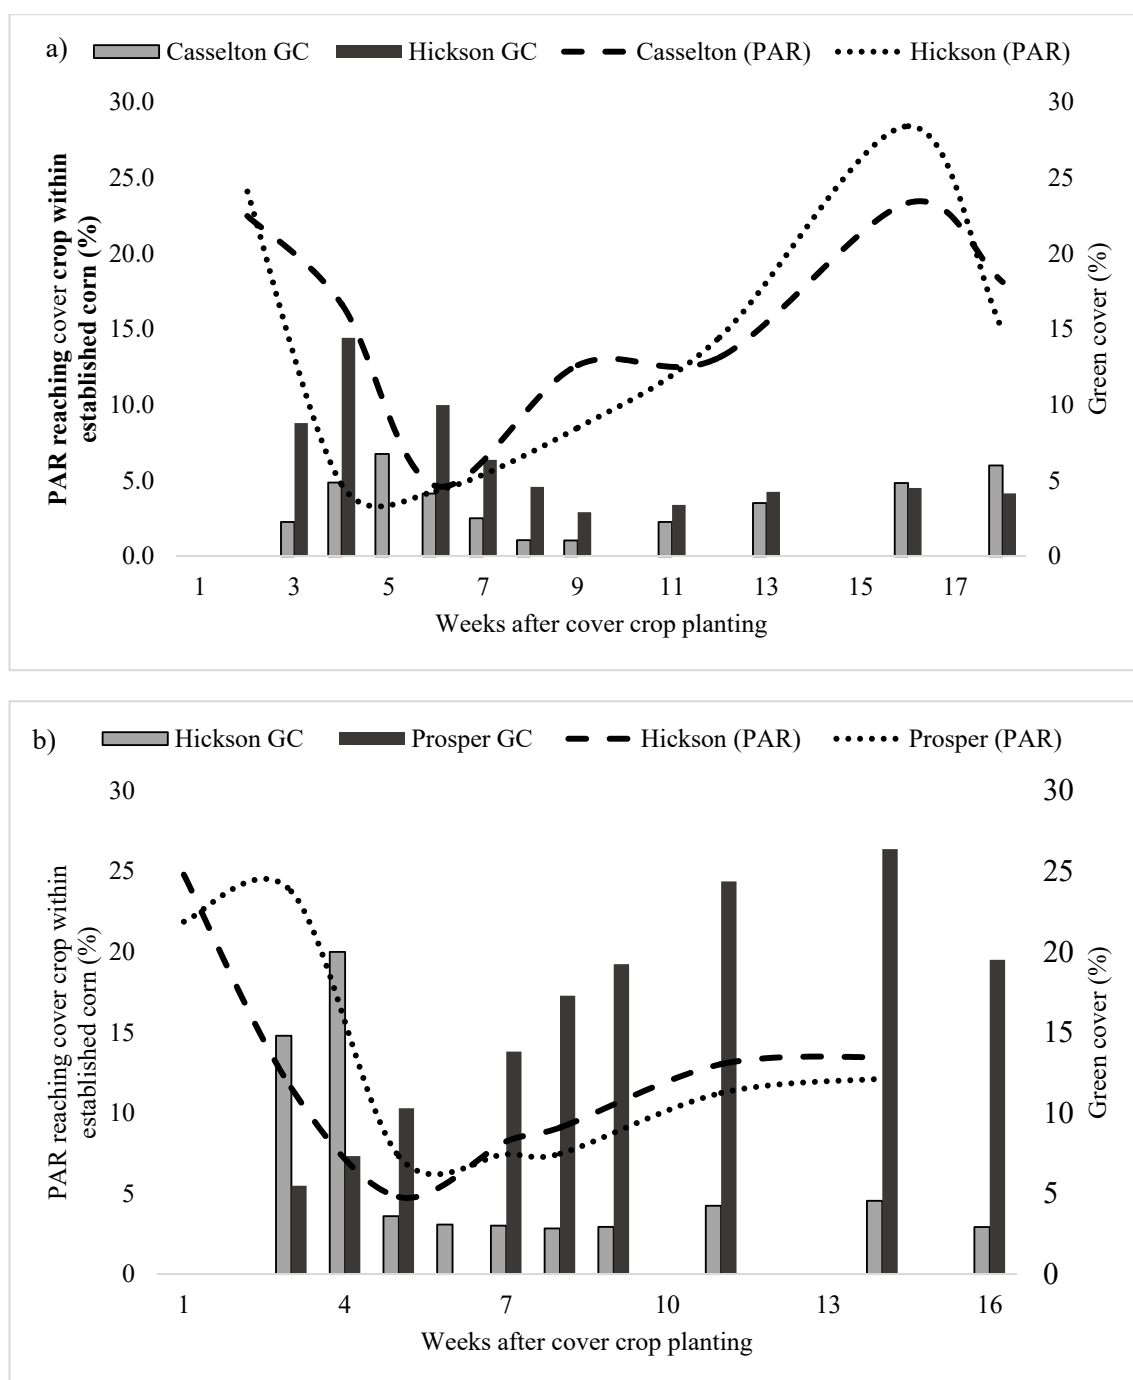 a) Casselton GC Hickson GC Casselton (PAR) Hickson (PAR)
PAR reaching cover crop within
established corn (%)
30.0
25.0
20.0
15.0
10.0
5.0
0.0
30
25
20
15
10
5
0
Green cover (%)
1 3 5 7 9 11 13 15 17
Weeks after cover crop planting
b) Hickson GC Prosper GC Hickson (PAR) Prosper (PAR)
PAR reaching cover crop within
established corn (%)
30
25
20
15
10
5
0
30
25
20
15
10
5
0
Green cover (%)
1 4 7 10 13 16
Weeks after cover crop planting